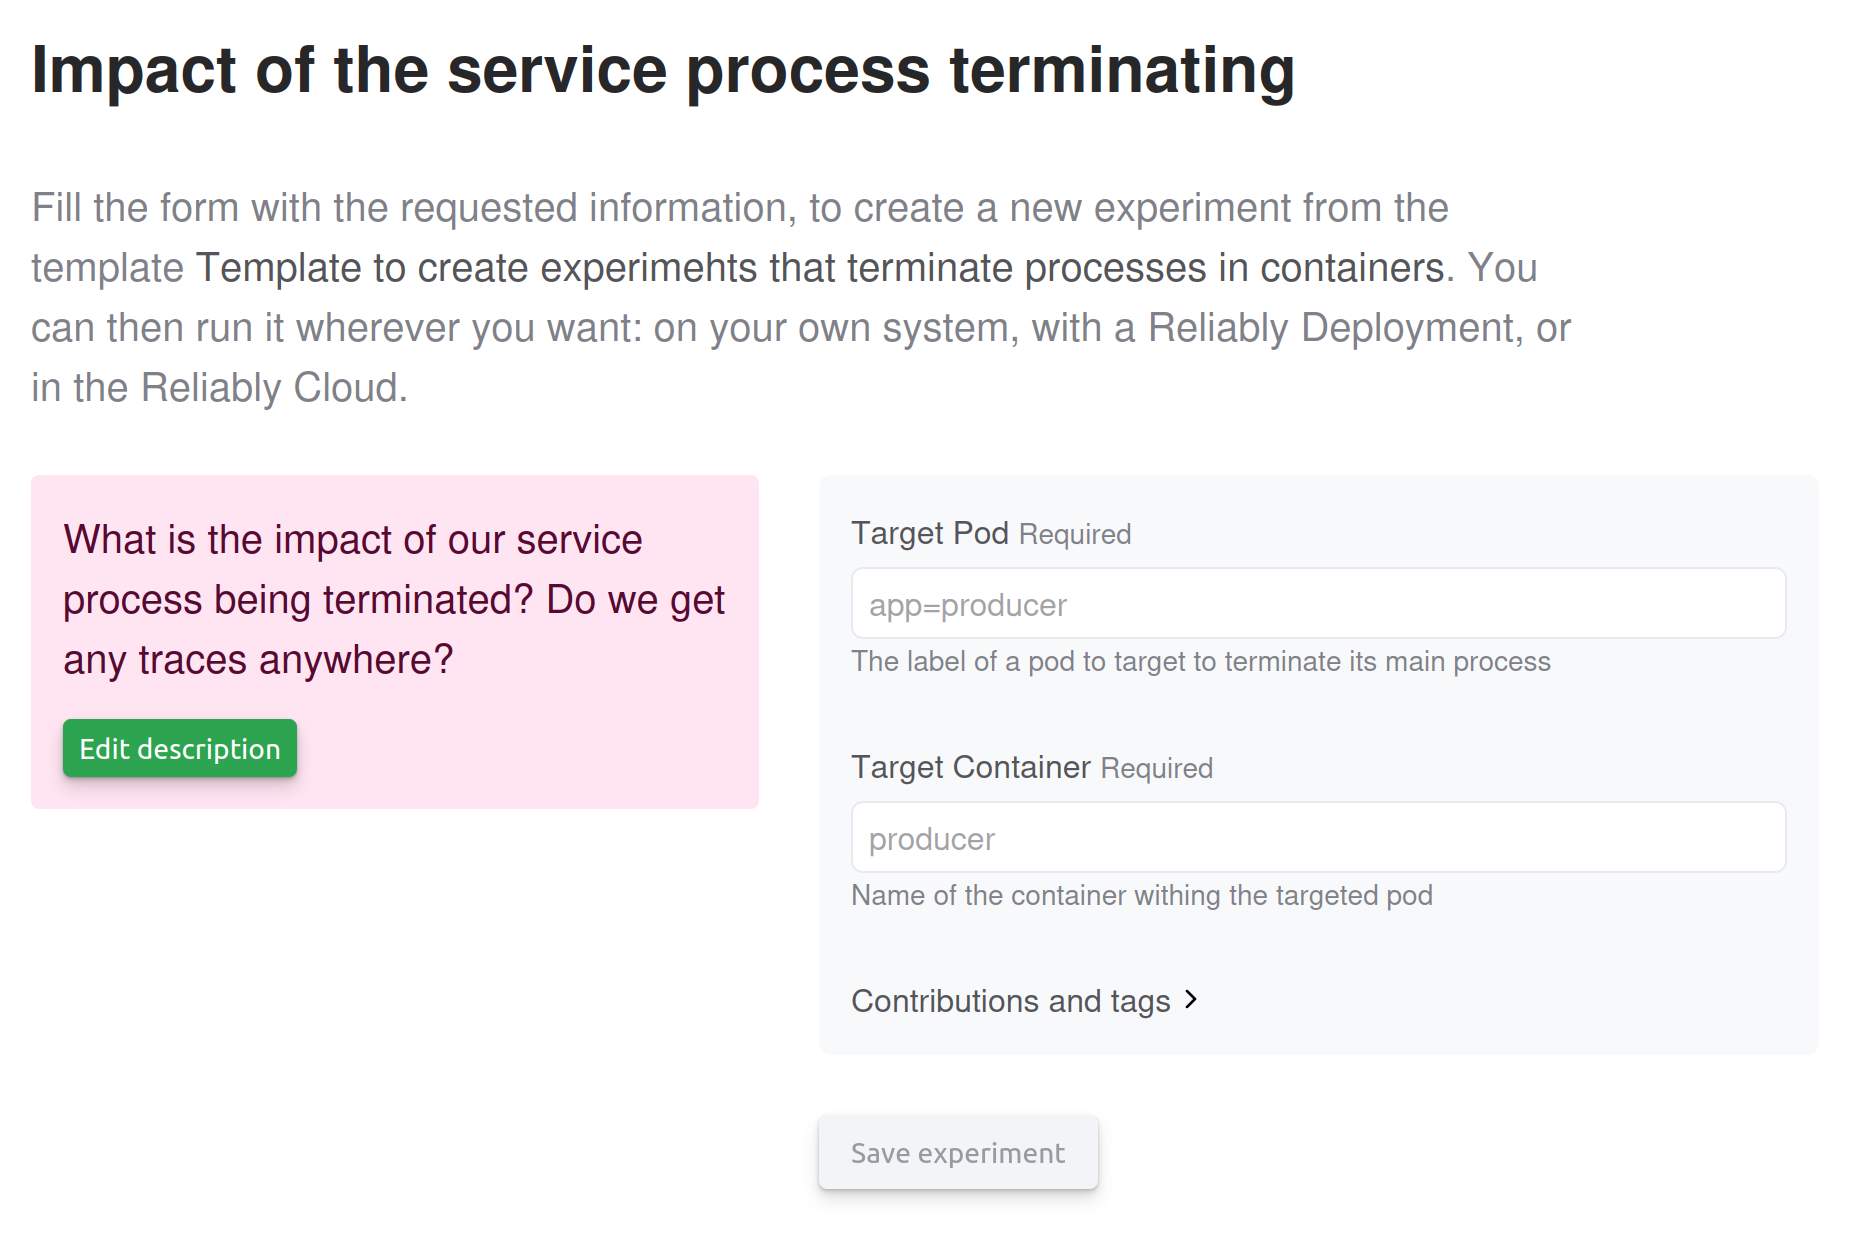 Impact of the service process terminating
Fill the form with the requested information, to create a new experiment from the
template Template to create experimehts that terminate processes in containers. You
can then run it wherever you want: on your own system, with a Reliably Deployment, or
in the Reliably Cloud.
What is the impact of our service
process being terminated? Do we get
any traces anywhere?
Edit description
Target Pod Required
app=producer
The label of a pod to target to terminate its main process
Target Container Required
producer
Name of the container withing the targeted pod
Contributions and tags
Save experiment